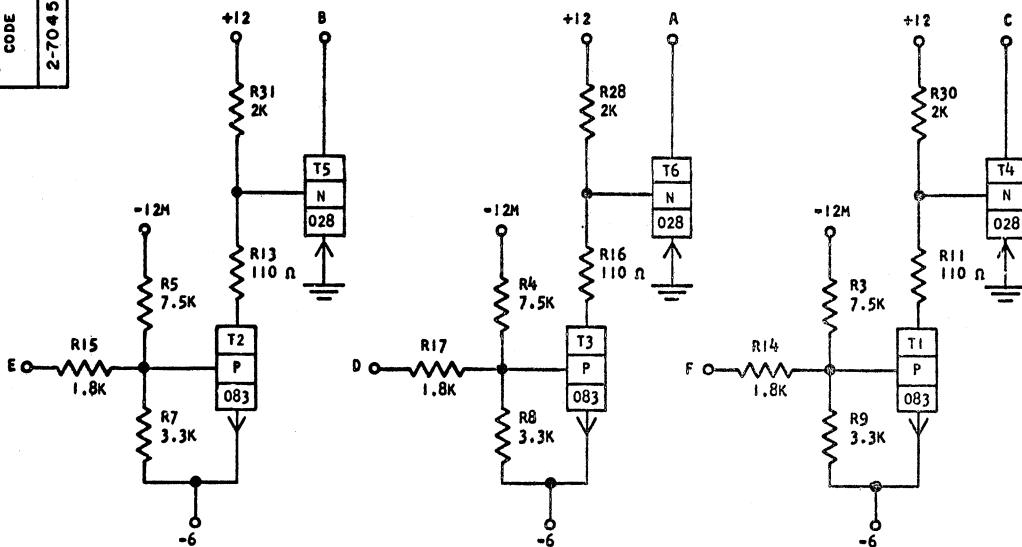 CODE
2-7045
+12
B
R31
2K
T5
N
028
-12M
R13
110 Ω
R5
7.5K
T2
P
083
E
R15
1.8K
R7
3.3K
-6
+12
A
R28
2K
T6
N
028
-12M
R16
110 Ω
R4
7.5K
T3
P
083
D
R17
1.8K
R8
3.3K
-6
+12
C
R30
2K
T4
N
028
-12M
R11
110 Ω
R3
7.5K
T1
P
083
F
R14
1.8K
R9
3.3K
-6